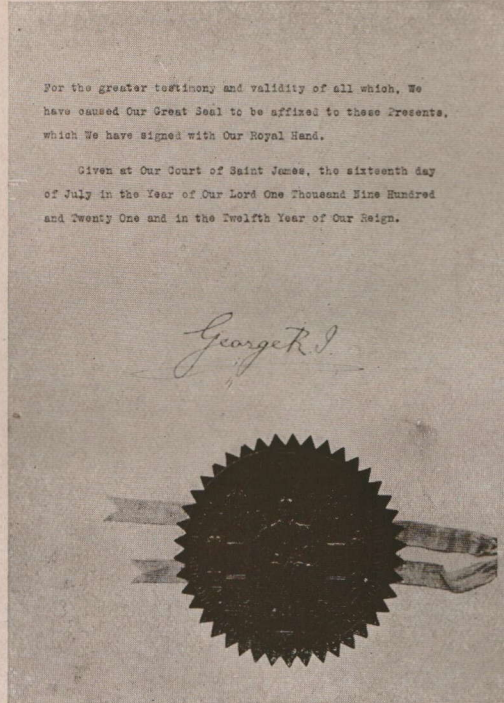 For the greater testimony and validity of all which, We
have caused Our Great Seal to be affixed to these Presents,
which We have signed with Our Royal Hand.
Given at Our Court of Saint James, the sixteenth day
of July in the Year of Our Lord One Thousand Nine Hundred
and Twenty One and in the Twelfth Year of Our Reign.
George R I.